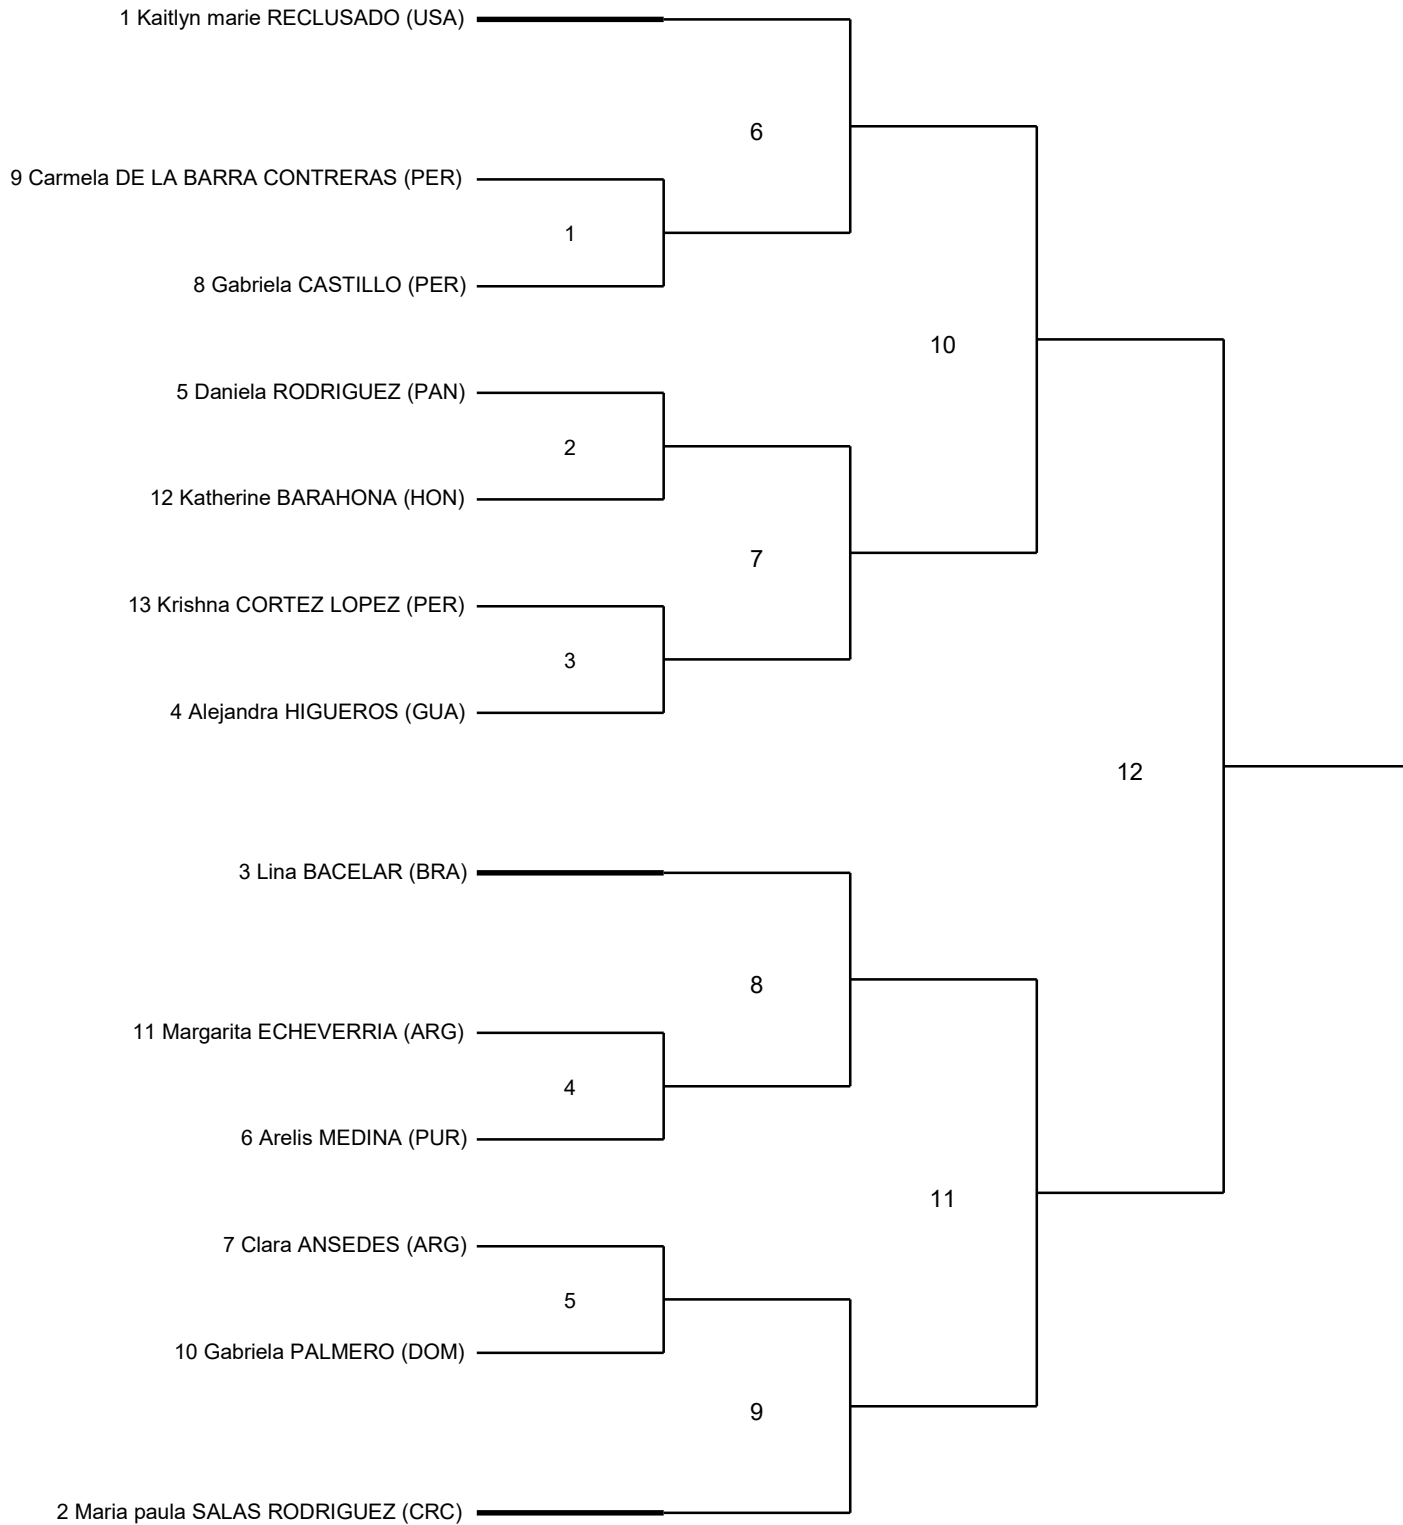 1 Kaitlyn marie RECLUSADO (USA)
6
9 Carmela DE LA BARRA CONTRERAS (PER)
1
8 Gabriela CASTILLO (PER)
10
5 Daniela RODRIGUEZ (PAN)
2
12 Katherine BARAHONA (HON)
7
13 Krishna CORTEZ LOPEZ (PER)
3
4 Alejandra HIGUEROS (GUA)
12
3 Lina BACELAR (BRA)
8
11 Margarita ECHEVERRIA (ARG)
4
6 Arelis MEDINA (PUR)
11
7 Clara ANSEDES (ARG)
5
10 Gabriela PALMERO (DOM)
9
2 Maria paula SALAS RODRIGUEZ (CRC)